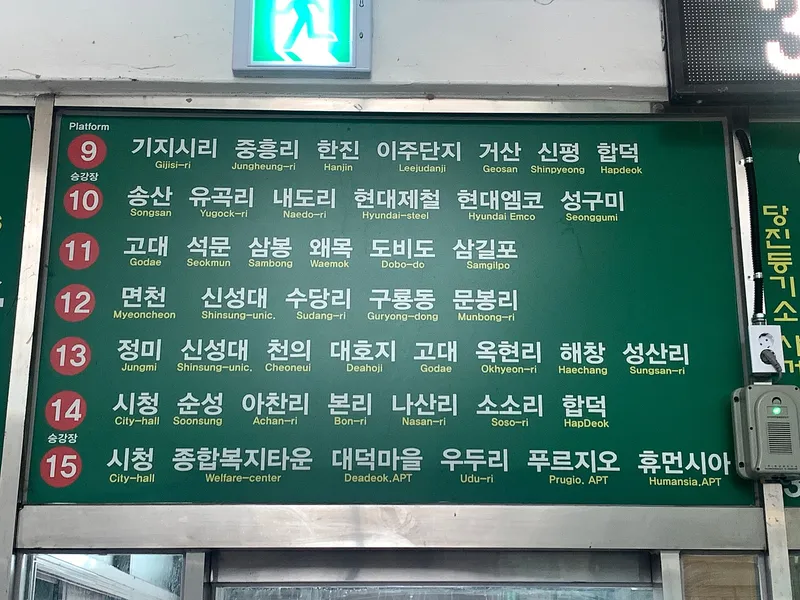 Platform
9 기지시리 중흥리 한진 이주단지 거산 신평 합덕
Gijisi-ri Jungheung-ri Hanjin Leejudanji Geosan Shinpyeong Hapdeok
승강장
10 송산 유곡리 내도리 현대제철 현대엠코 성구미
Songsan Yugock-ri Naedo-ri Hyundai-steel Hyundai Emco Seonggumi
11 고대 석문 삼봉 왜목 도비도 삼길포
Godae Seokmun Sambong Waemok Dobo-do Samgilpo
12 면천 신성대 수당리 구룡동 문봉리
Myeoncheon Shinsung-unic. Sudang-ri Guryong-dong Munbong-ri
13 정미 신성대 천의 대호지 고대 옥현리 해창 성산리
Jungmi Shinsung-unic. Cheoneui Deahoji Godae Okhyeon-ri Haechang Sungsan-ri
14 시청 순성 아찬리 본리 나산리 소소리 합덕
City-hall Soonsung Achan-ri Bon-ri Nasan-ri Soso-ri HapDeok
승강장
15 시청 종합복지타운 대덕마을 우두리 푸르지오 휴먼시아
City-hall Welfare-center Deadeok.APT Udu-ri Prugio. APT Humansia.APT
당진등기소